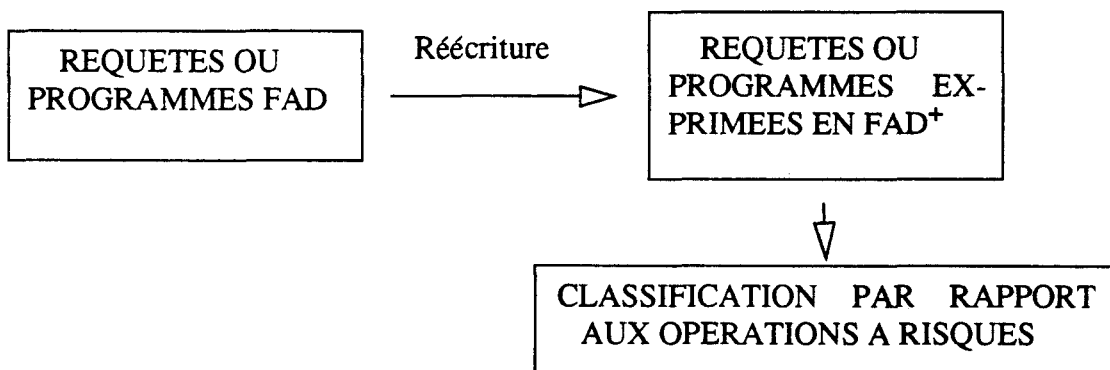 REQUETES OU
PROGRAMMES FAD
Réécriture
REQUETES OU
PROGRAMMES EX-
PRIMEES EN FAD+
CLASSIFICATION PAR RAPPORT
AUX OPERATIONS A RISQUES